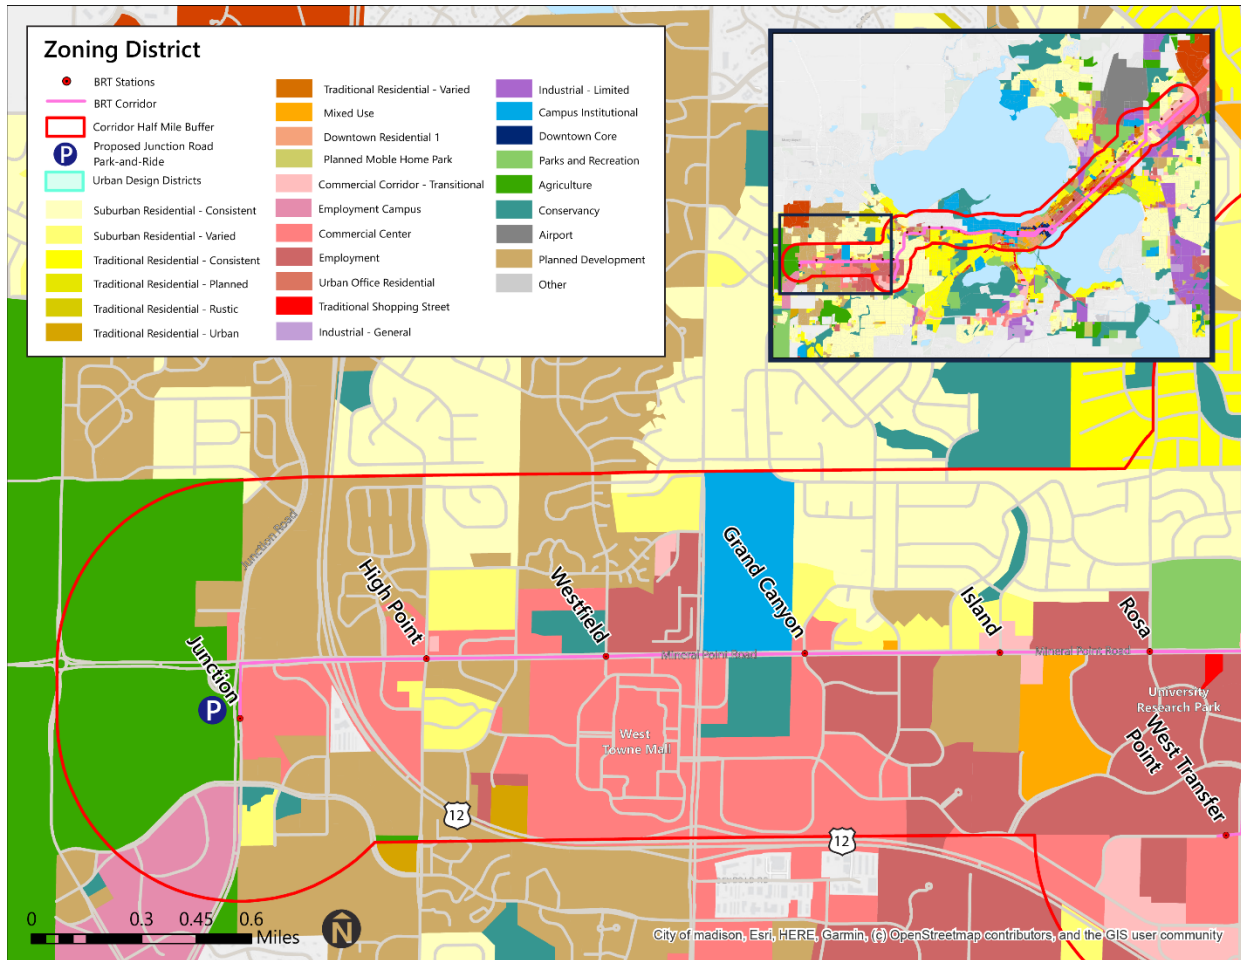 Zoning District
BRT Stations
BRT Corridor
Corridor Half Mile Buffer
P
Proposed Junction Road
Park-and-Ride
Urban Design Districts
Suburban Residential - Consistent
Suburban Residential - Varied
Traditional Residential - Consistent
Traditional Residential - Planned
Traditional Residential - Rustic
Traditional Residential - Urban
Traditional Residential - Varied
Mixed Use
Downtown Residential 1
Planned Moble Home Park
Commercial Corridor - Transitional
Employment Campus
Commercial Center
Employment
Urban Office Residential
Traditional Shopping Street
Industrial - General
Industrial - Limited
Campus Institutional
Downtown Core
Parks and Recreation
Agriculture
Conservancy
Airport
Planned Development
Other
Junction Road
High Point
Westfield
Grand Canyon
Island
Rosa
Junction
P
Mineral Point Road
Mineral Point Road
University
Research Park
West
Towne Mall
West Transfer
Point
12
12
0 0.3 0.45 0.6
Miles
N
City of madison, Esri, HERE, Garmin, (c) OpenStreetmap contributors, and the GIS user community